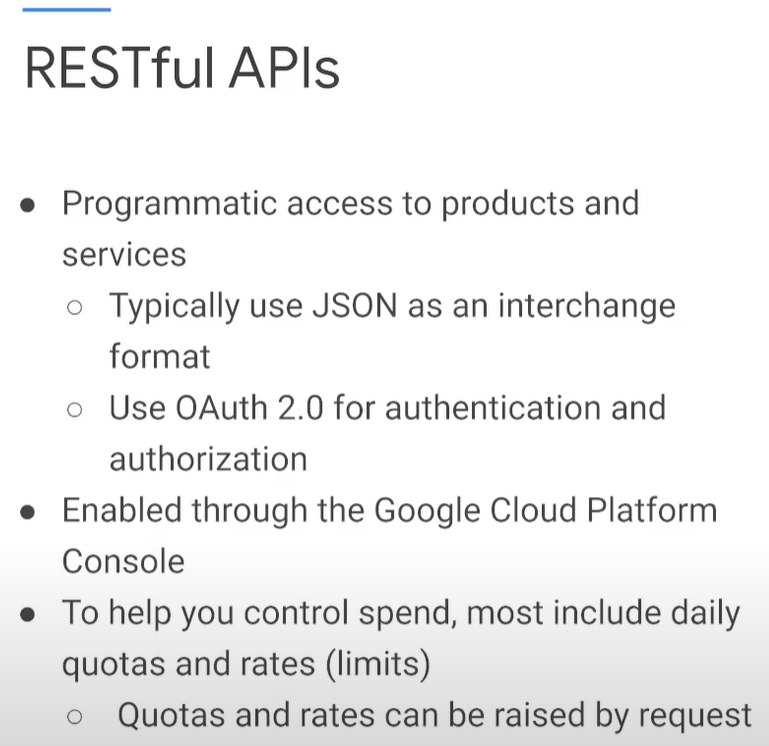 RESTful APIs
● Programmatic access to products and
services
○ Typically use JSON as an interchange
format
○ Use OAuth 2.0 for authentication and
authorization
● Enabled through the Google Cloud Platform
Console
● To help you control spend, most include daily
quotas and rates (limits)
○ Quotas and rates can be raised by request